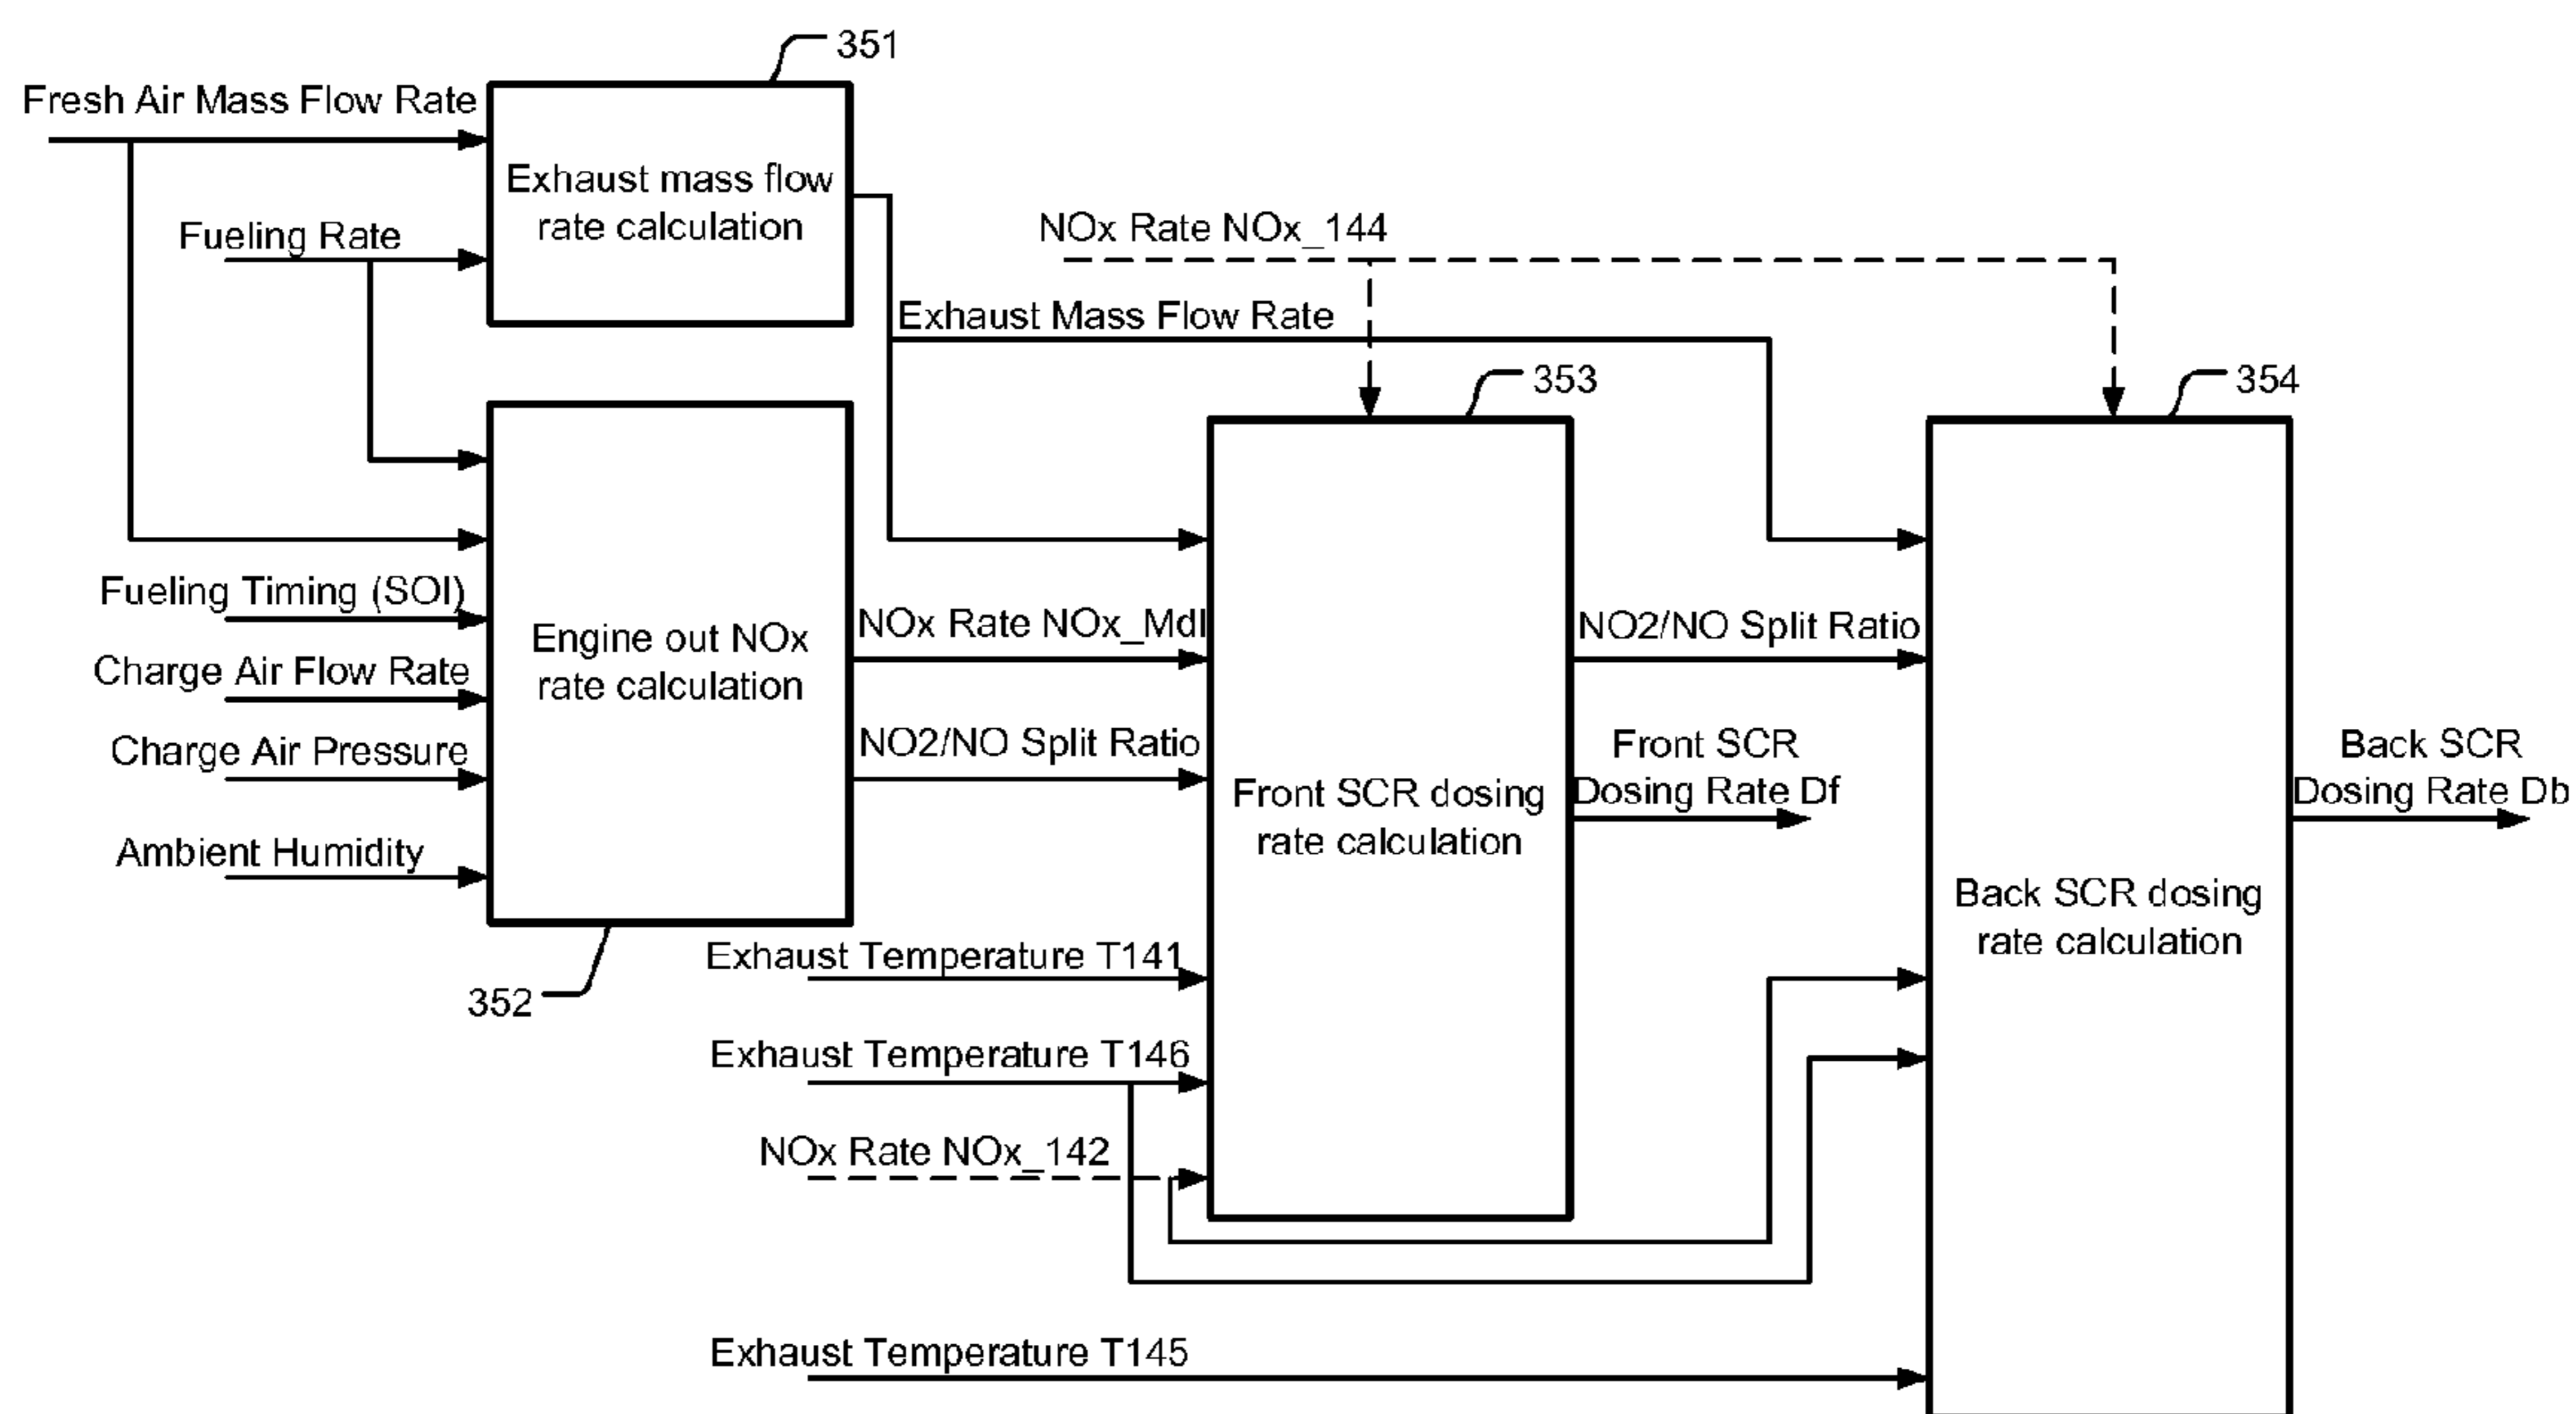 351
Fresh Air Mass Flow Rate
Exhaust mass flow
rate calculation
Fueling Rate
NOx Rate NOx_144
Exhaust Mass Flow Rate
353
354
Fueling Timing (SOI)
Charge Air Flow Rate
Charge Air Pressure
Ambient Humidity
Engine out NOx
rate calculation
352
NOx Rate NOx_Mdl
NO2/NO Split Ratio
Exhaust Temperature T141
Exhaust Temperature T146
NOx Rate NOx_142
Exhaust Temperature T145
Front SCR dosing
rate calculation
NO2/NO Split Ratio
Front SCR
Dosing Rate Df
Back SCR dosing
rate calculation
Back SCR
Dosing Rate Db